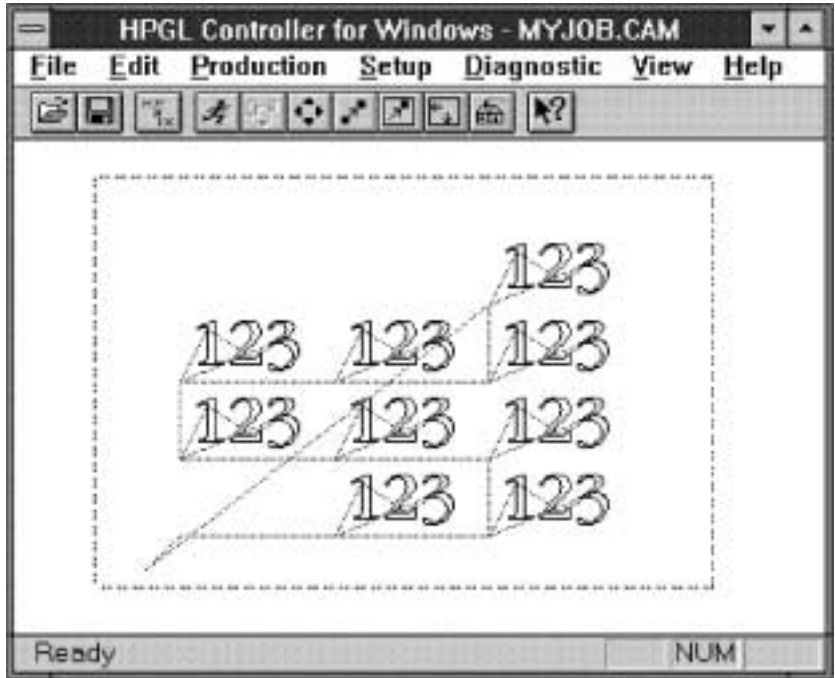 HPGL Controller for Windows - MYJOB.CAM
File Edit Production Setup Diagnostic View Help
123
123 123 123
123 123 123
123 123
Ready NUM